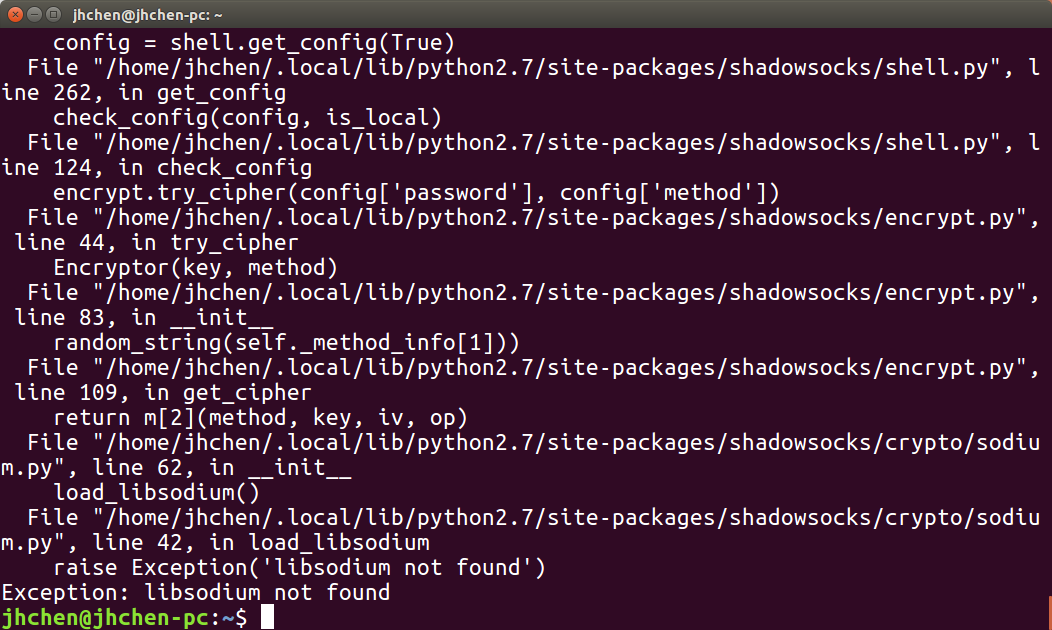 jhchen@jhchen-pc: ~
    config = shell.get_config(True)
  File "/home/jhchen/.local/lib/python2.7/site-packages/shadowsocks/shell.py", l
ine 262, in get_config
    check_config(config, is_local)
  File "/home/jhchen/.local/lib/python2.7/site-packages/shadowsocks/shell.py", l
ine 124, in check_config
    encrypt.try_cipher(config['password'], config['method'])
  File "/home/jhchen/.local/lib/python2.7/site-packages/shadowsocks/encrypt.py",
 line 44, in try_cipher
    Encryptor(key, method)
  File "/home/jhchen/.local/lib/python2.7/site-packages/shadowsocks/encrypt.py",
 line 83, in __init__
    random_string(self._method_info[1]))
  File "/home/jhchen/.local/lib/python2.7/site-packages/shadowsocks/encrypt.py",
 line 109, in get_cipher
    return m[2](method, key, iv, op)
  File "/home/jhchen/.local/lib/python2.7/site-packages/shadowsocks/crypto/sodiu
m.py", line 62, in __init__
    load_libsodium()
  File "/home/jhchen/.local/lib/python2.7/site-packages/shadowsocks/crypto/sodiu
m.py", line 42, in load_libsodium
    raise Exception('libsodium not found')
Exception: libsodium not found
jhchen@jhchen-pc:~$